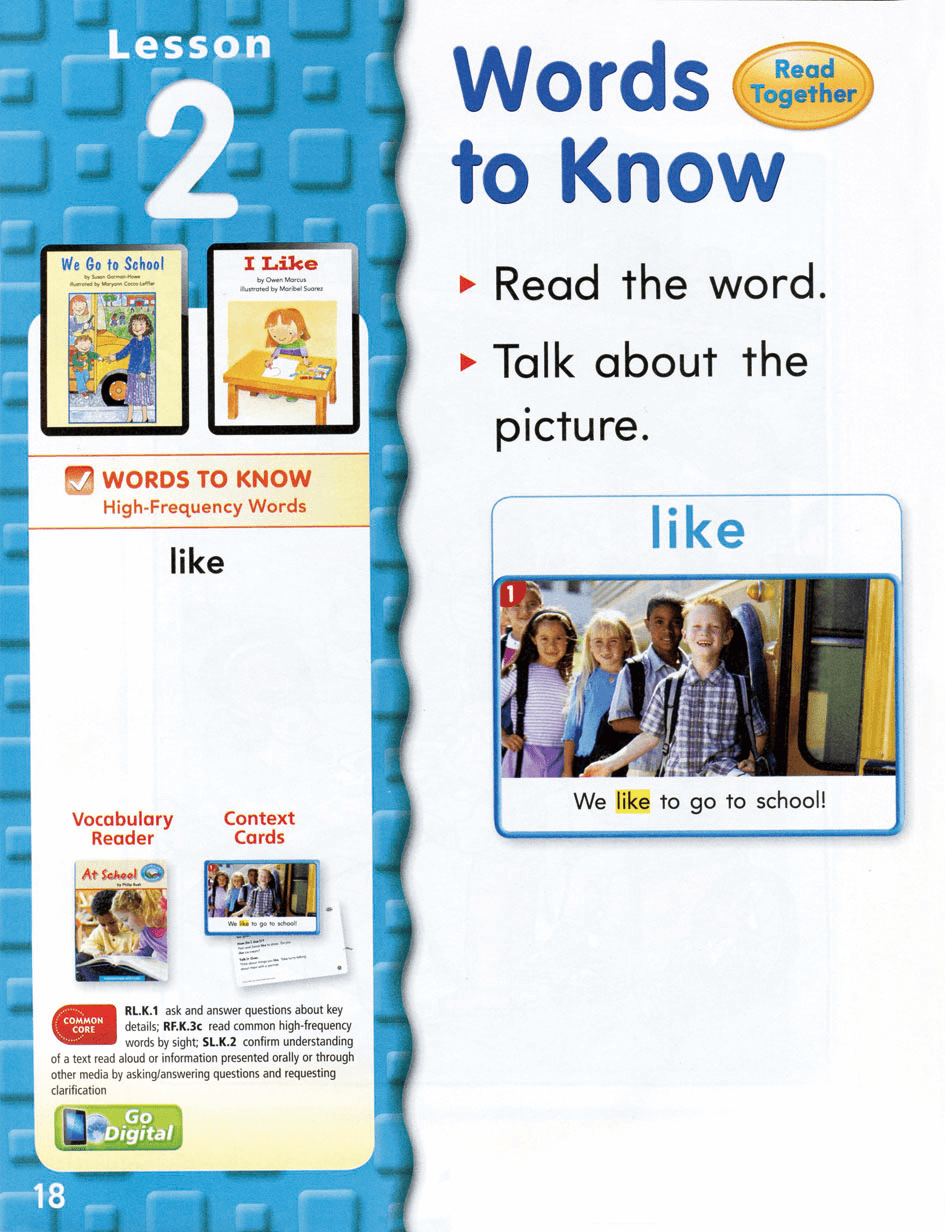 Lesson
2
We Go to School
by Susan Gorman-Howe
illustrated by Maryann Cocca-Leffler
I Like
by Owen Marcus
illustrated by Maribel Suarez
WORDS TO KNOW
High-Frequency Words
like
Vocabulary
Reader
At School
Context
Cards
1
We like to go to school!
COMMON
CORE
RL.K.1 ask and answer questions about key
details; RF.K.3c read common high-frequency
words by sight; SL.K.2 confirm understanding
of a text read aloud or information presented orally or through
other media by asking/answering questions and requesting
clarification
Go
Digital
18
Words
to Know
Read
Together
Read the word.
Talk about the
picture.
like
1
We like to go to school!